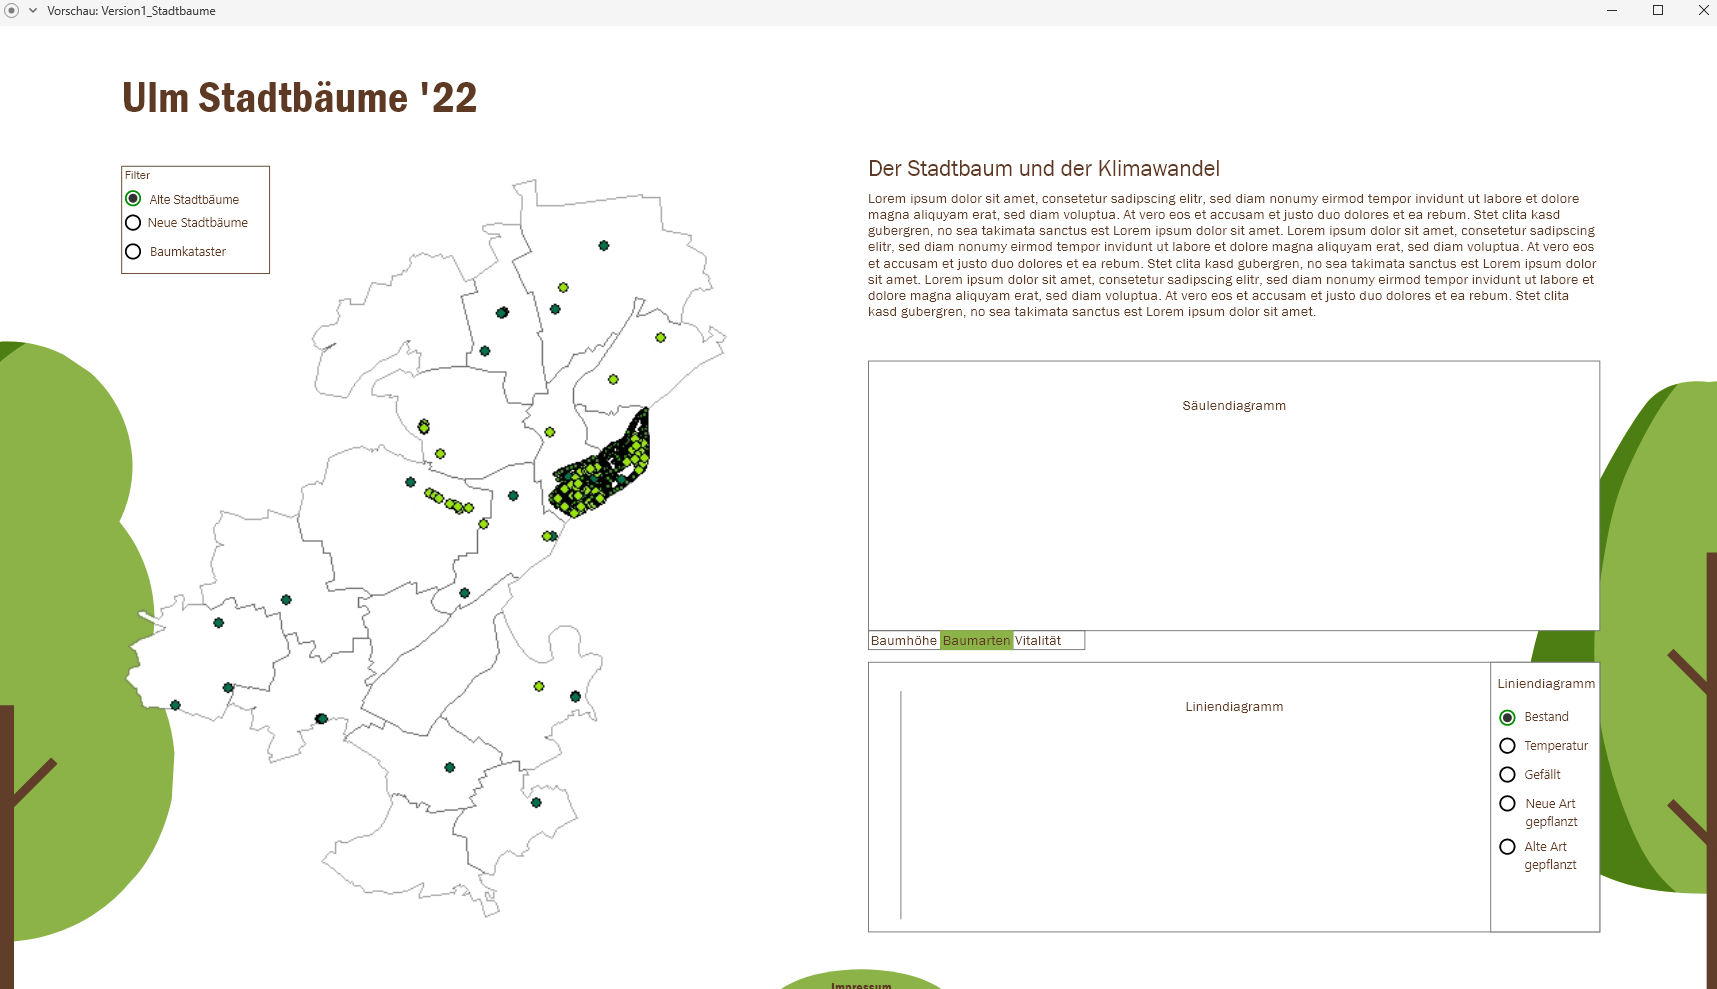 Vorschau: Version1_Stadtbaume
Ulm Stadtbäume '22
Filter
Alte Stadtbäume
Neue Stadtbäume
Baumkataster
Der Stadtbaum und der Klimawandel
Lorem ipsum dolor sit amet, consetetur sadipscing elitr, sed diam nonumy eirmod tempor invidunt ut labore et dolore
magna aliquyam erat, sed diam voluptua. At vero eos et accusam et justo duo dolores et ea rebum. Stet clita kasd
gubergren, no sea takimata sanctus est Lorem ipsum dolor sit amet. Lorem ipsum dolor sit amet, consetetur sadipscing
elitr, sed diam nonumy eirmod tempor invidunt ut labore et dolore magna aliquyam erat, sed diam voluptua. At vero eos
et accusam et justo duo dolores et ea rebum. Stet clita kasd gubergren, no sea takimata sanctus est Lorem ipsum dolor
sit amet. Lorem ipsum dolor sit amet, consetetur sadipscing elitr, sed diam nonumy eirmod tempor invidunt ut labore et
dolore magna aliquyam erat, sed diam voluptua. At vero eos et accusam et justo duo dolores et ea rebum. Stet clita
kasd gubergren, no sea takimata sanctus est Lorem ipsum dolor sit amet.
Säulendiagramm
Baumhöhe Baumarten Vitalität
Liniendiagramm
Liniendiagramm
Bestand
Temperatur
Gefällt
Neue Art
gepflanzt
Alte Art
gepflanzt
Impressum